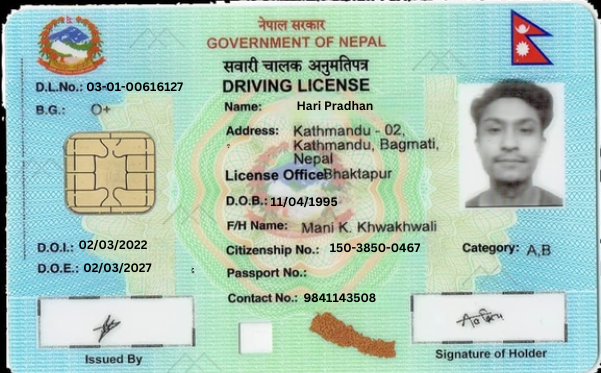 नेपाल सरकार
GOVERNMENT OF NEPAL
सवारी चालक अनुमतिपत्र
DRIVING LICENSE
D.L.No.: 03-01-00616127
B.G.: O+
Name: Hari Pradhan
Address: Kathmandu - 02,
Kathmandu, Bagmati,
Nepal
License Office: Bhaktapur
D.O.B.: 11/04/1995
F/H Name: Mani K. Khwakhwali
D.O.I.: 02/03/2022
Citizenship No.: 150-3850-0467
Category: A,B
D.O.E.: 02/03/2027
Passport No.:
Contact No.: 9841143508
Issued By
Signature of Holder